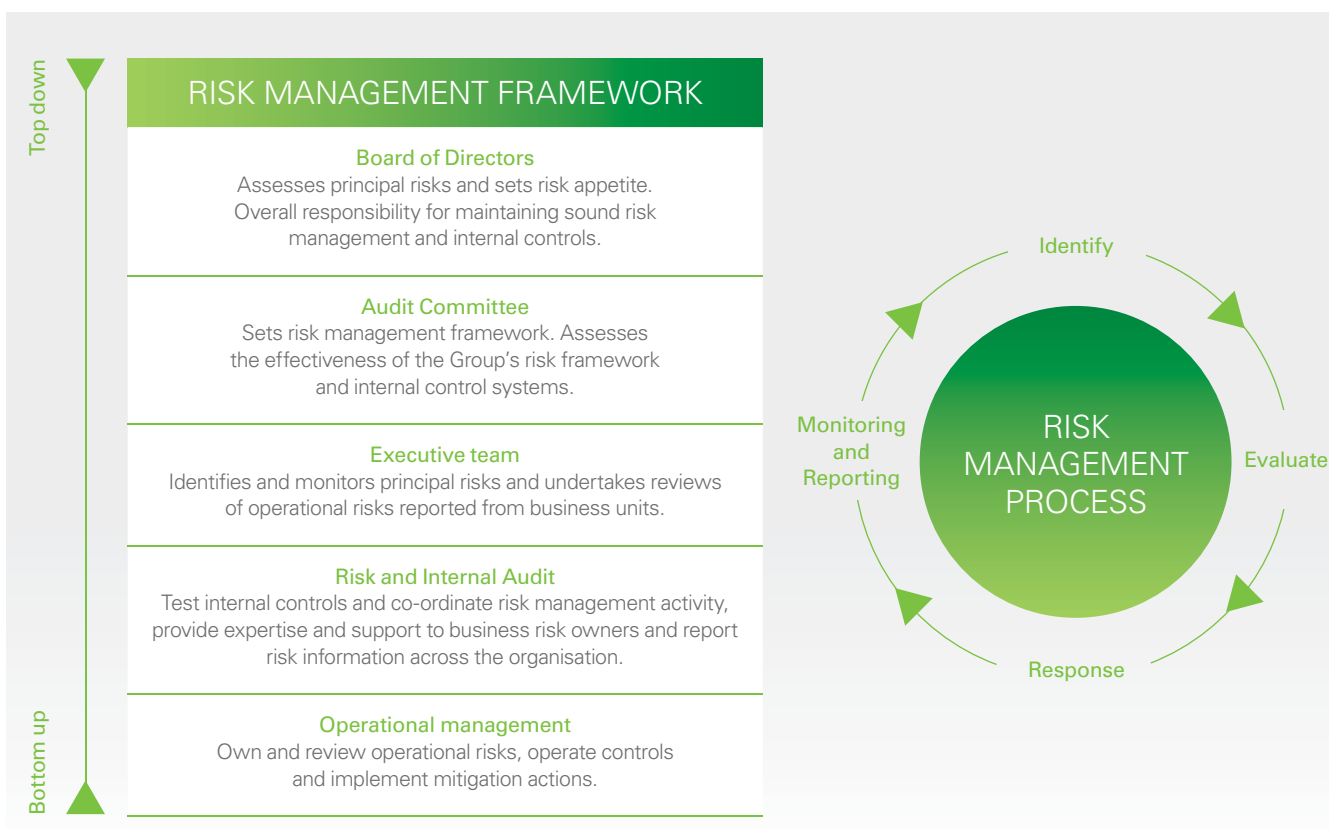 Top down
RISK MANAGEMENT FRAMEWORK
Board of Directors
Assesses principal risks and sets risk appetite.
Overall responsibility for maintaining sound risk
management and internal controls.
Audit Committee
Sets risk management framework. Assesses
the effectiveness of the Group's risk framework
and internal control systems.
Executive team
Identifies and monitors principal risks and undertakes reviews
of operational risks reported from business units.
Risk and Internal Audit
Test internal controls and co-ordinate risk management activity,
provide expertise and support to business risk owners and report
risk information across the organisation.
Operational management
Own and review operational risks, operate controls
and implement mitigation actions.
Bottom up
Identify
Evaluate
Response
Monitoring
and
Reporting
RISK
MANAGEMENT
PROCESS